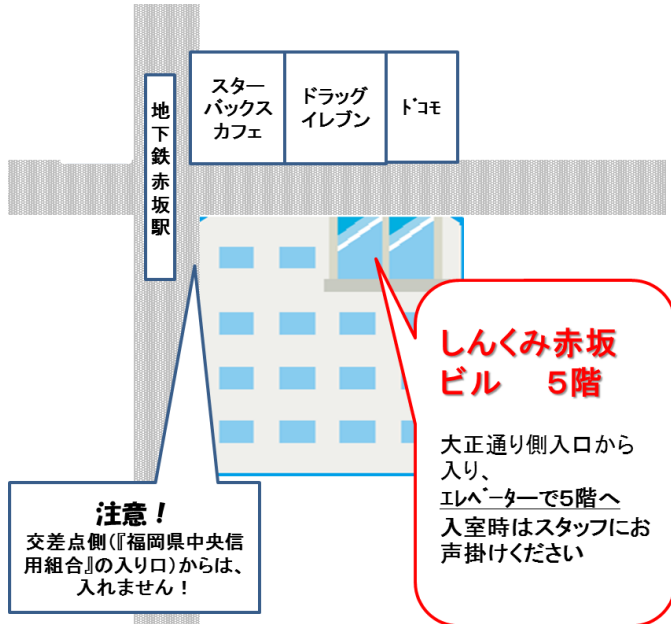 スター
バックス
カフェ
ドラッグ
イレブン
ドコモ
地下鉄赤坂駅
しんくみ赤坂
ビル　5階
大正通り側入口から
入り、
エレベーターで5階へ
入室時はスタッフにお
声掛けください
注意！
交差点側(『福岡県中央信
用組合』の入り口)からは、
入れません！